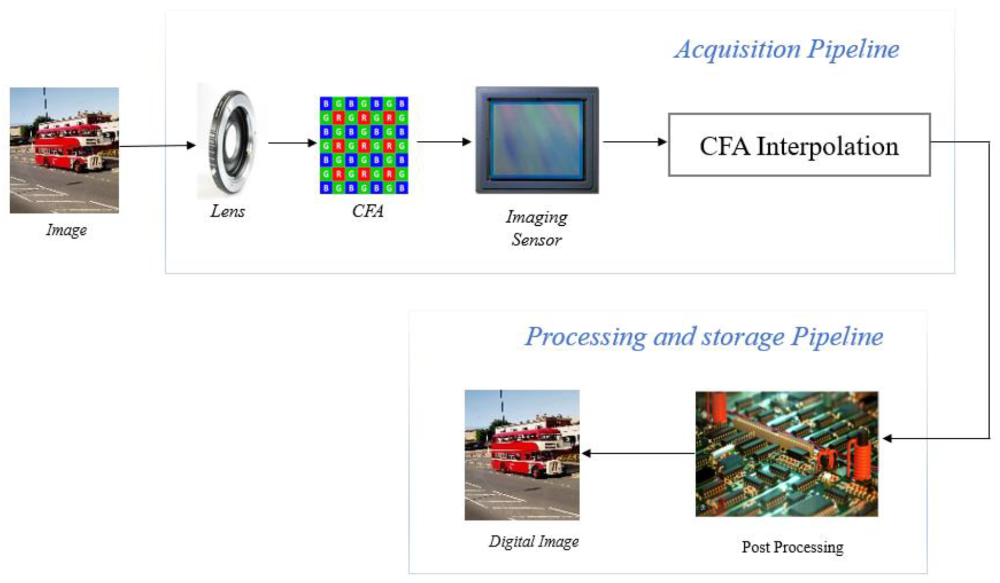 Acquisition Pipeline
B G B G B G B
G R G R G R G
B G B G B G B
G R G R G R G
B G B G B G B
G R G R G R G
B G B G B G B
CFA Interpolation
Lens
CFA
Imaging
Sensor
Image
Processing and storage Pipeline
Digital Image
Post Processing